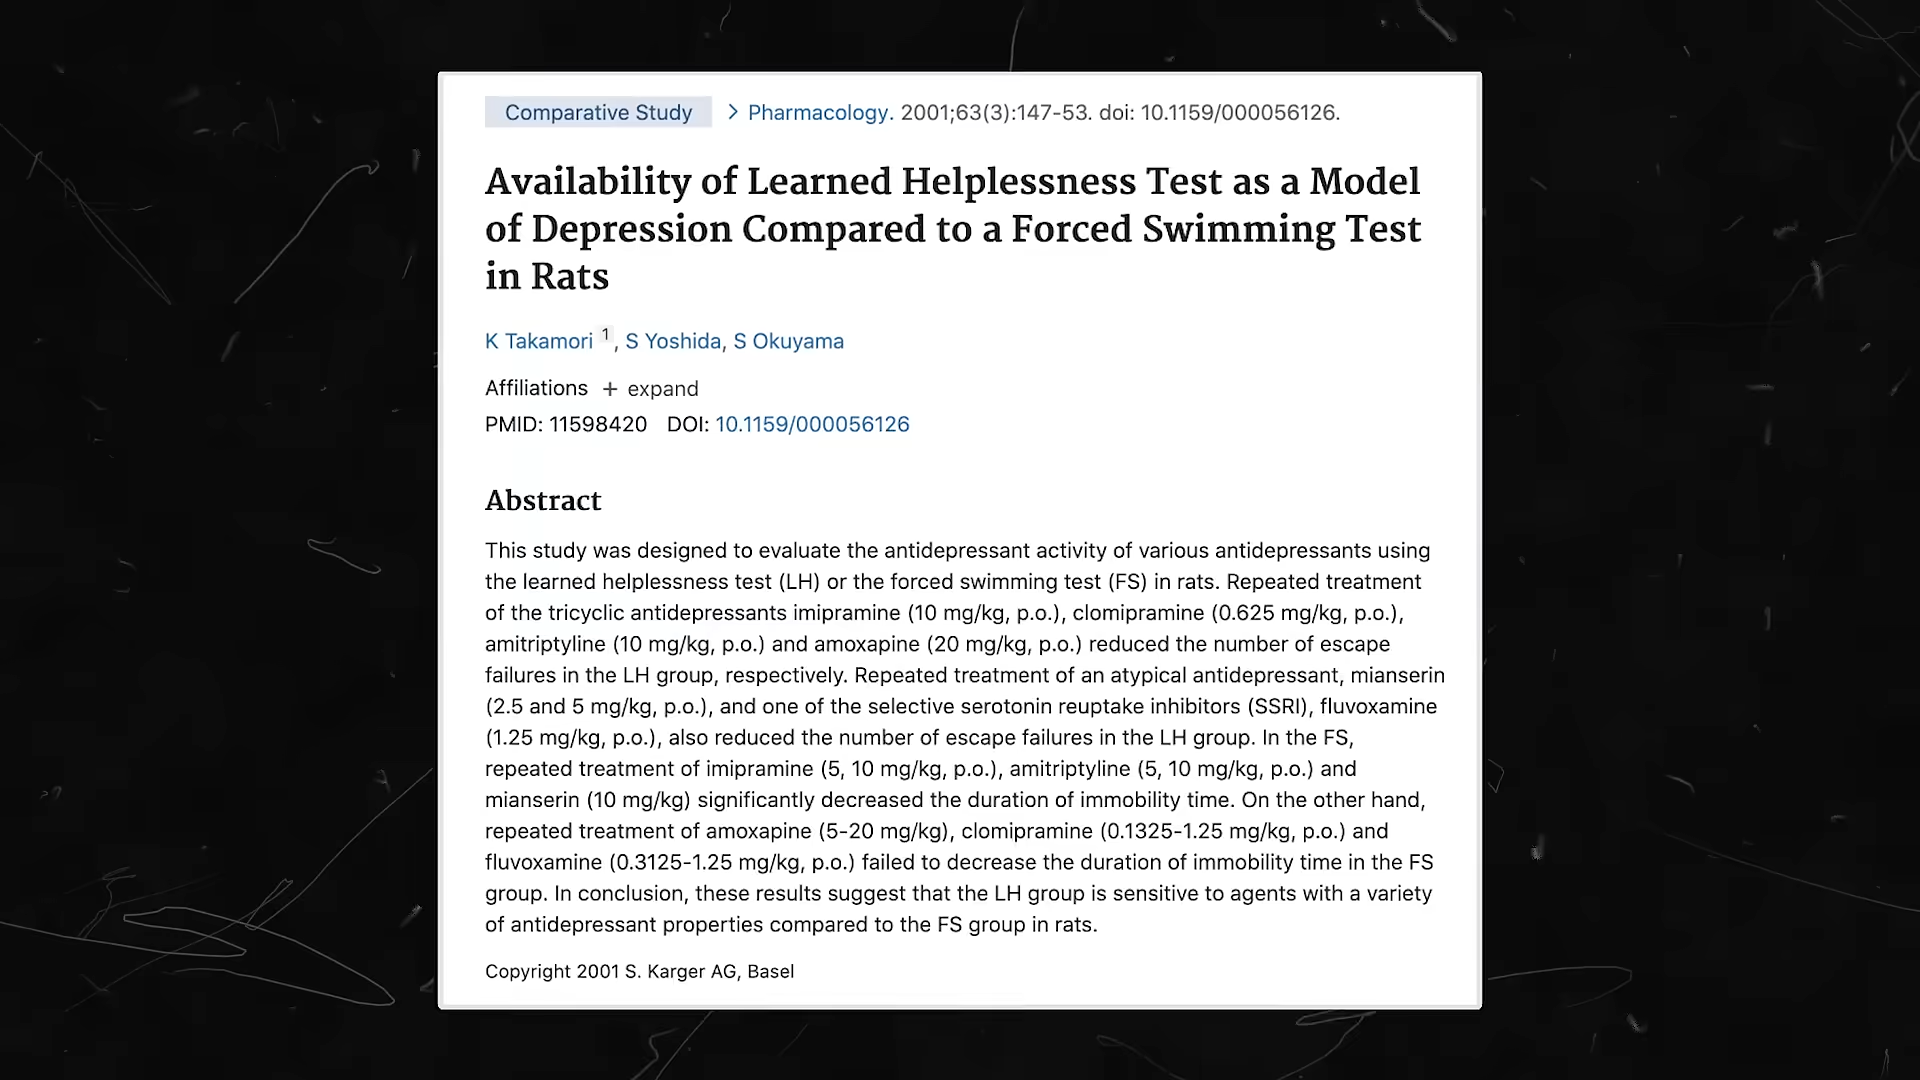 Comparative Study > Pharmacology. 2001;63(3):147-53. doi: 10.1159/000056126.
Availability of Learned Helplessness Test as a Model
of Depression Compared to a Forced Swimming Test
in Rats
K Takamori 1, S Yoshida, S Okuyama
Affiliations + expand
PMID: 11598420 DOI: 10.1159/000056126
Abstract
This study was designed to evaluate the antidepressant activity of various antidepressants using
the learned helplessness test (LH) or the forced swimming test (FS) in rats. Repeated treatment
of the tricyclic antidepressants imipramine (10 mg/kg, p.o.), clomipramine (0.625 mg/kg, p.o.),
amitriptyline (10 mg/kg, p.o.) and amoxapine (20 mg/kg, p.o.) reduced the number of escape
failures in the LH group, respectively. Repeated treatment of an atypical antidepressant, mianserin
(2.5 and 5 mg/kg, p.o.), and one of the selective serotonin reuptake inhibitors (SSRI), fluvoxamine
(1.25 mg/kg, p.o.), also reduced the number of escape failures in the LH group. In the FS,
repeated treatment of imipramine (5, 10 mg/kg, p.o.), amitriptyline (5, 10 mg/kg, p.o.) and
mianserin (10 mg/kg) significantly decreased the duration of immobility time. On the other hand,
repeated treatment of amoxapine (5-20 mg/kg), clomipramine (0.1325-1.25 mg/kg, p.o.) and
fluvoxamine (0.3125-1.25 mg/kg, p.o.) failed to decrease the duration of immobility time in the FS
group. In conclusion, these results suggest that the LH group is sensitive to agents with a variety
of antidepressant properties compared to the FS group in rats.
Copyright 2001 S. Karger AG, Basel